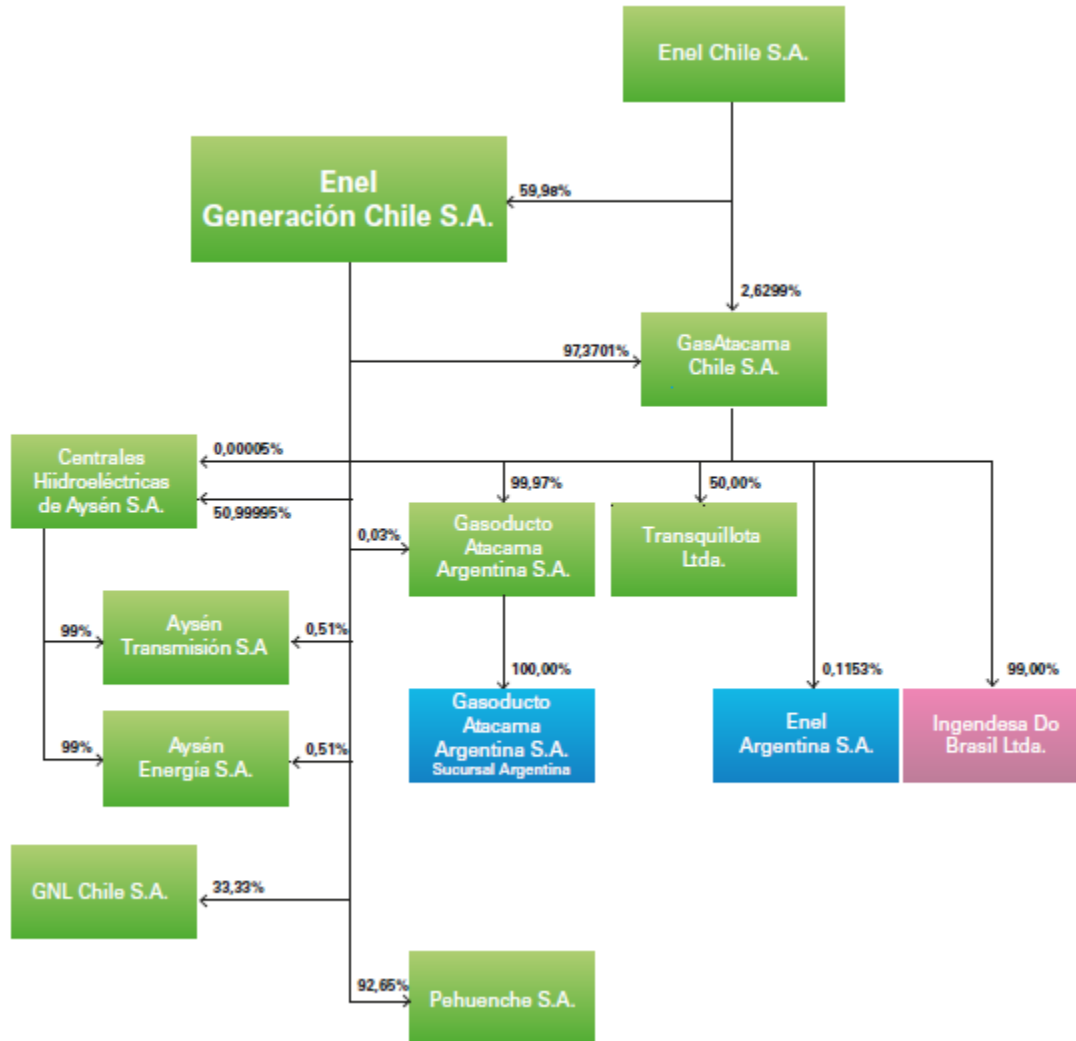 Enel Chile S.A.
Enel
Generación Chile S.A.
59,98%
2,6299%
GasAtacama
Chile S.A.
97,3701%
Centrales
Hiidroeléctricas
de Aysén S.A.
0,00005%
50,99995%
99,97%
50,00%
0,03%
Gasoducto
Atacama
Argentina S.A.
Transquillota
Ltda.
99%
Aysén
Transmisión S.A
0,51%
100,00%
0,1153%
99,00%
Gasoducto
Atacama
Argentina S.A.
Sucursal Argentina
Enel
Argentina S.A.
Ingendesa Do
Brasil Ltda.
99%
Aysén
Energía S.A.
0,51%
GNL Chile S.A.
33,33%
92,65%
Pehuenche S.A.